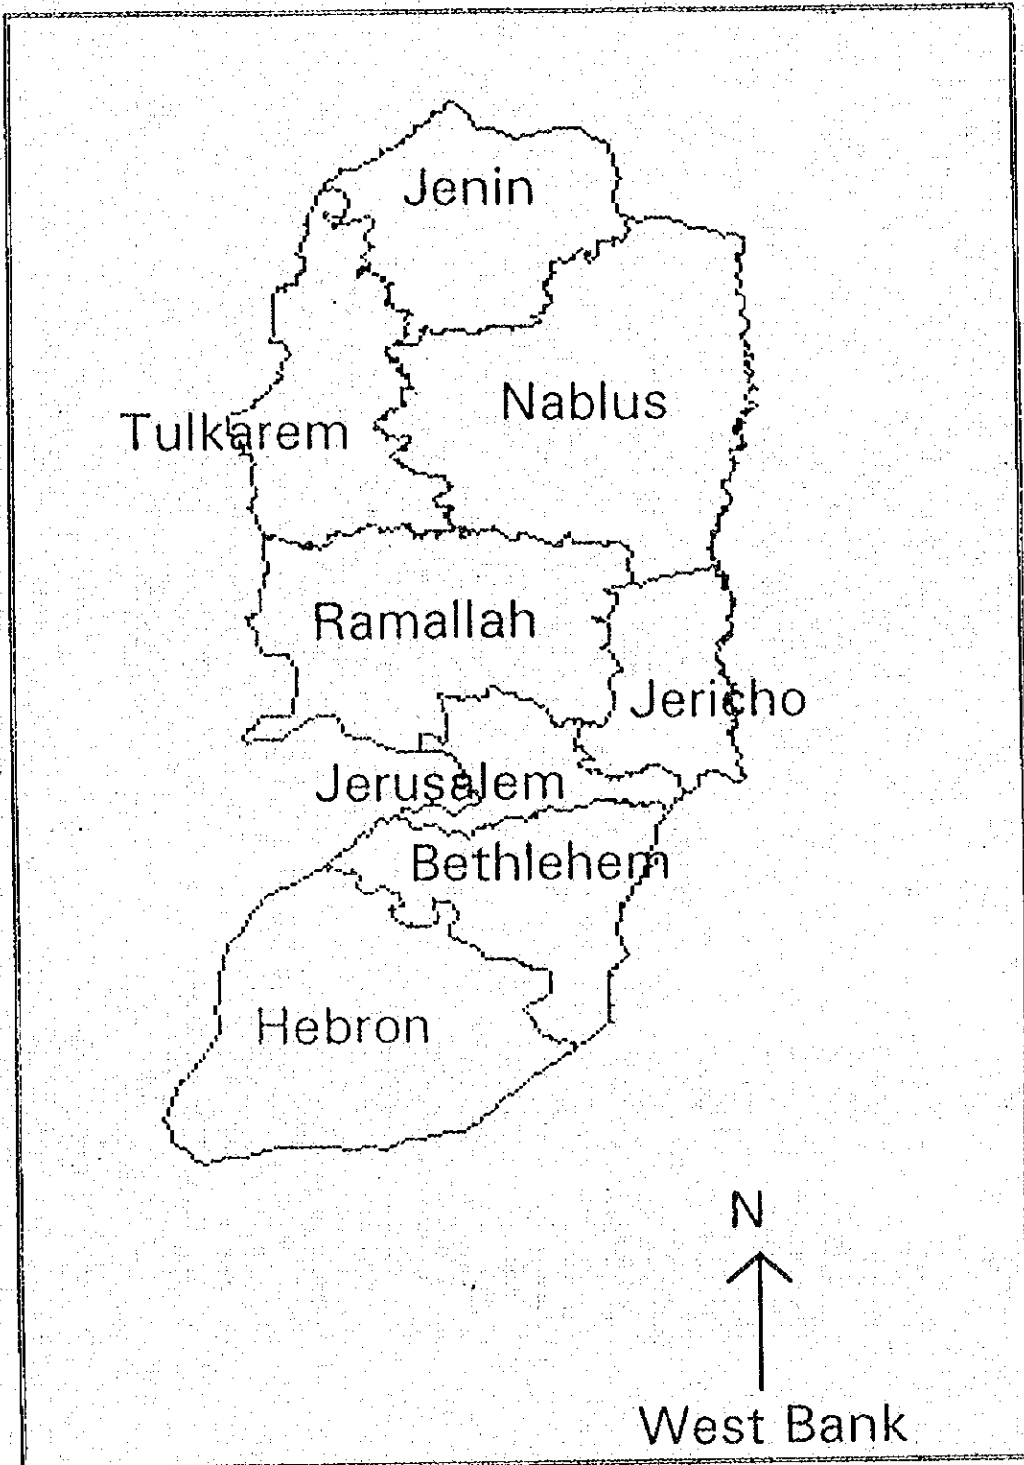 Jenin
Nablus
Tulkarem
Ramallah
Jericho
Jerusalem
Bethlehem
Hebron
N
West Bank